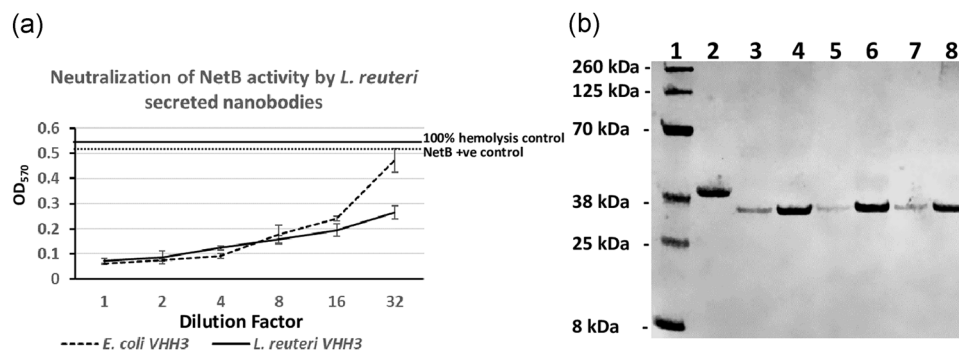 (a)
Neutralization of NetB activity by L. reuteri
secreted nanobodies
0.6
0.5
0.4
0.3
0.2
0.1
0
OD570
100% hemolysis control
NetB +ve control
1 2 4 8 16 32
Dilution Factor
E. coli VHH3 L. reuteri VHH3
(b)
1 2 3 4 5 6 7 8
260 kDa -
125 kDa -
70 kDa -
38 kDa -
25 kDa -
8 kDa -